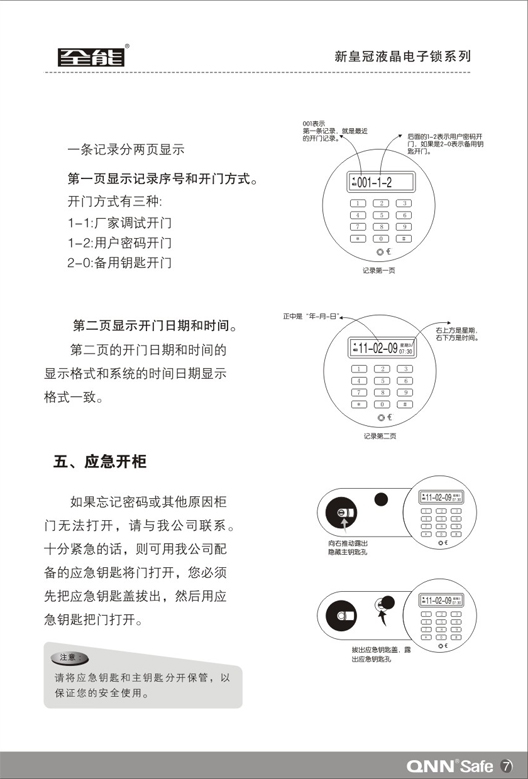 全能®
新皇冠液晶电子锁系列
一条记录分两页显示
第一页显示记录序号和开门方式。
开门方式有三种:
1-1:厂家调试开门
1-2:用户密码开门
2-0:备用钥匙开门
001表示
第一条记录，就是最近
的开门记录。
后面的1-2表示用户密码开
门，如果是2-0表示备用钥
匙开门。
001-1-2
1 2 3
4 5 6
7 8 9
* 0 #
记录第一页
第二页显示开门日期和时间。
第二页的开门日期和时间的
显示格式和系统的时间日期显示
格式一致。
正中是“年-月-日”
右上方是星期，
右下方是时间。
11-02-09
07:30
1 2 3
4 5 6
7 8 9
* 0 #
记录第二页
五、应急开柜
如果忘记密码或其他原因柜
门无法打开，请与我公司联系。
十分紧急的话，则可用我公司配
备的应急钥匙将门打开，您必须
先把应急钥匙盖拔出，然后用应
急钥匙把门打开。
11-02-09
向右推动露出
隐藏主钥匙孔
11-02-09
拔出应急钥匙盖，露
出应急钥匙孔
注意:
请将应急钥匙和主钥匙分开保管，以
保证您的安全使用。
QNN® Safe 7